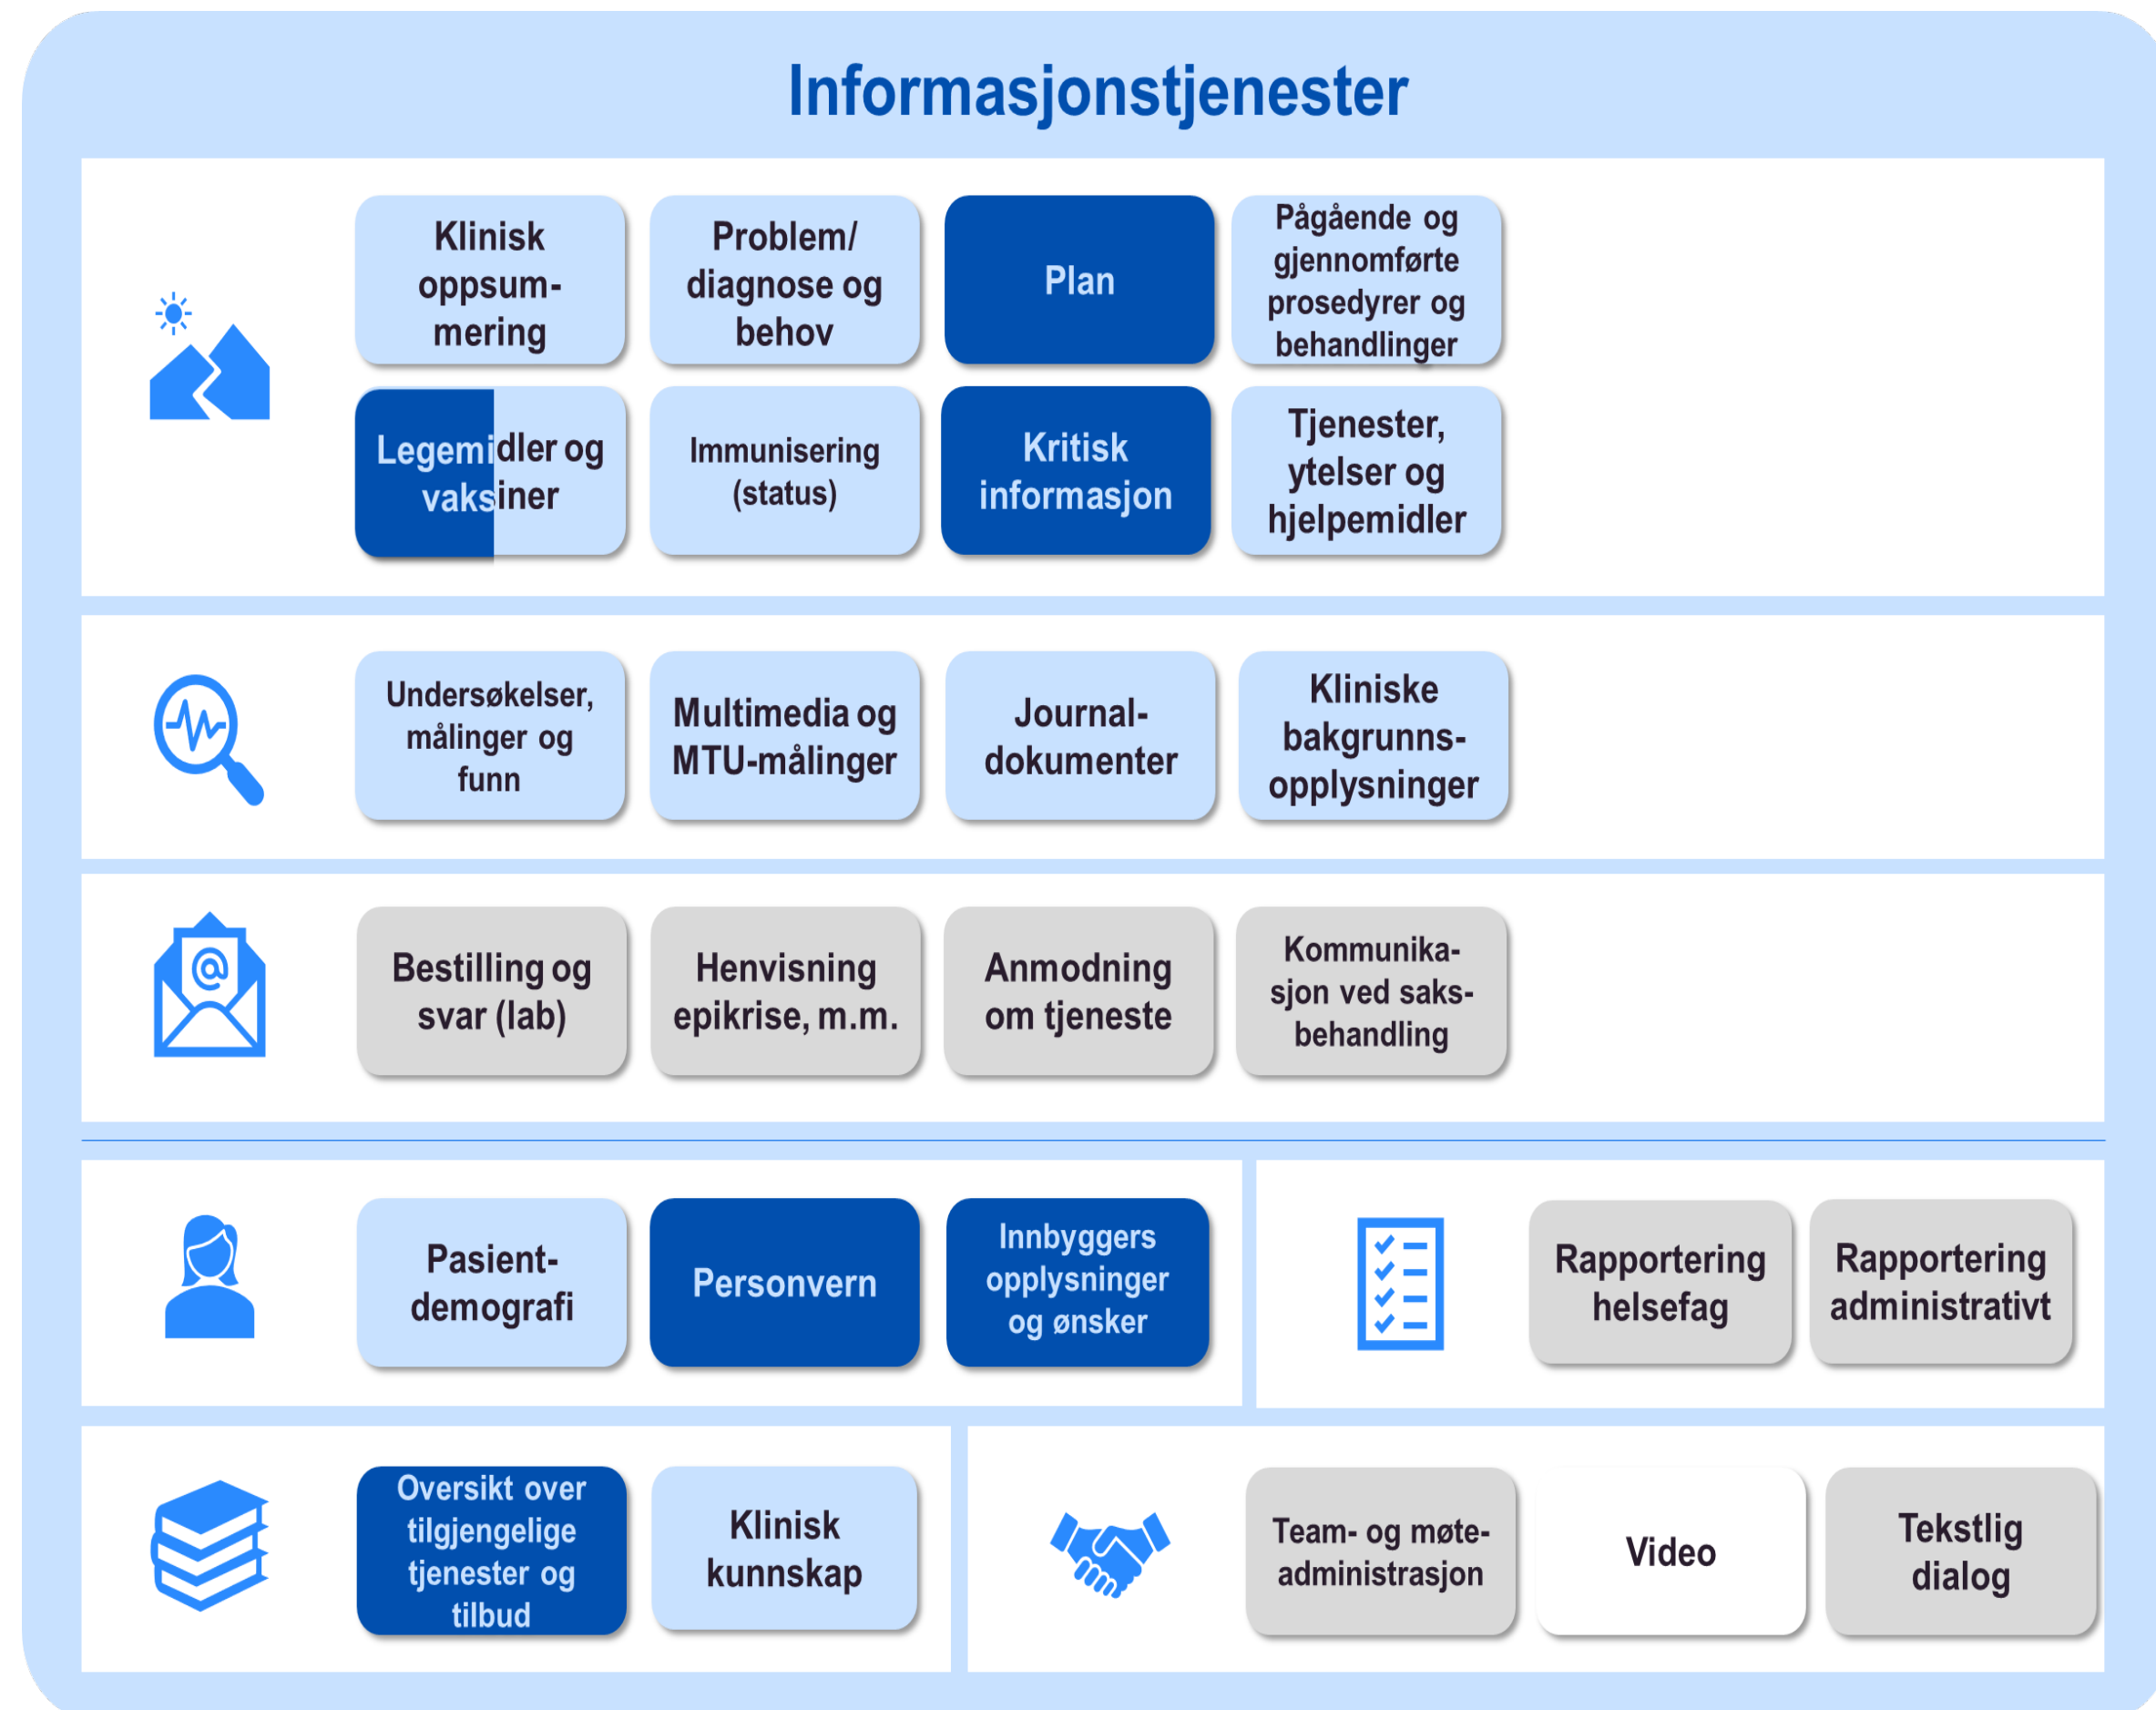 Informasjonstjenester
Klinisk
oppsum-
mering
Problem/
diagnose og
behov
Plan
Pågående og
gjennomførte
prosedyrer og
behandlinger
Legemidler og
vaksiner
Immunisering
(status)
Kritisk
informasjon
Tjenester,
ytelser og
hjelpemidler
Undersøkelser,
målinger og
funn
Multimedia og
MTU-målinger
Journal-
dokumenter
Kliniske
bakgrunns-
opplysninger
Bestilling og
svar (lab)
Henvisning
epikrise, m.m.
Anmodning
om tjeneste
Kommunika-
sjon ved saks-
behandling
Pasient-
demografi
Personvern
Innbyggers
opplysninger
og ønsker
Rapportering
helsefag
Rapportering
administrativt
Oversikt over
tilgjengelige
tjenester og
tilbud
Klinisk
kunnskap
Team- og møte-
administrasjon
Video
Tekstlig
dialog